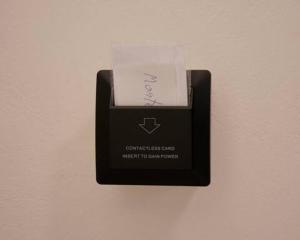 CONTACTLESS CARD
INSERT TO GAIN POWER